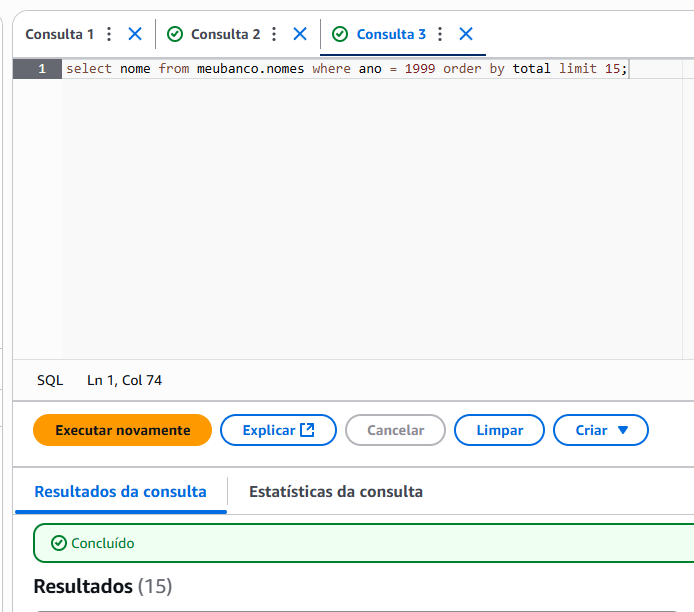 Consulta 1 Consulta 2 Consulta 3
1 select nome from meubanco.nomes where ano = 1999 order by total limit 15;
SQL Ln 1, Col 74
Executar novamente Explicar Cancelar Limpar Criar
Resultados da consulta Estatísticas da consulta
Concluído
Resultados (15)